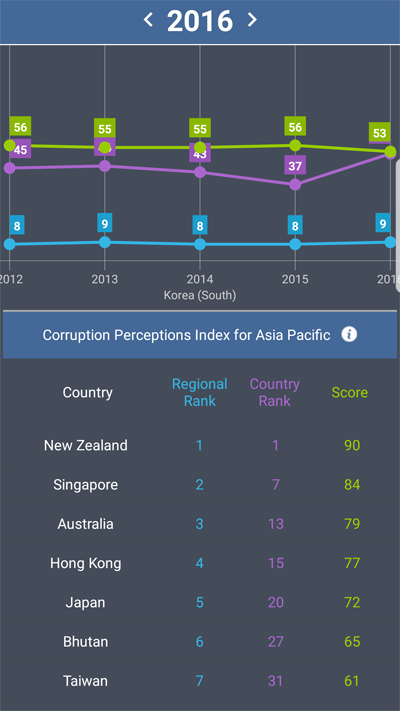 2016
56 55 55 56 53
45 43 37
8 9 8 8 9
2012 2013 2014 2015
Korea (South)
Corruption Perceptions Index for Asia Pacific i
Country Regional Rank Country Rank Score
New Zealand 1 1 90
Singapore 2 7 84
Australia 3 13 79
Hong Kong 4 15 77
Japan 5 20 72
Bhutan 6 27 65
Taiwan 7 31 61